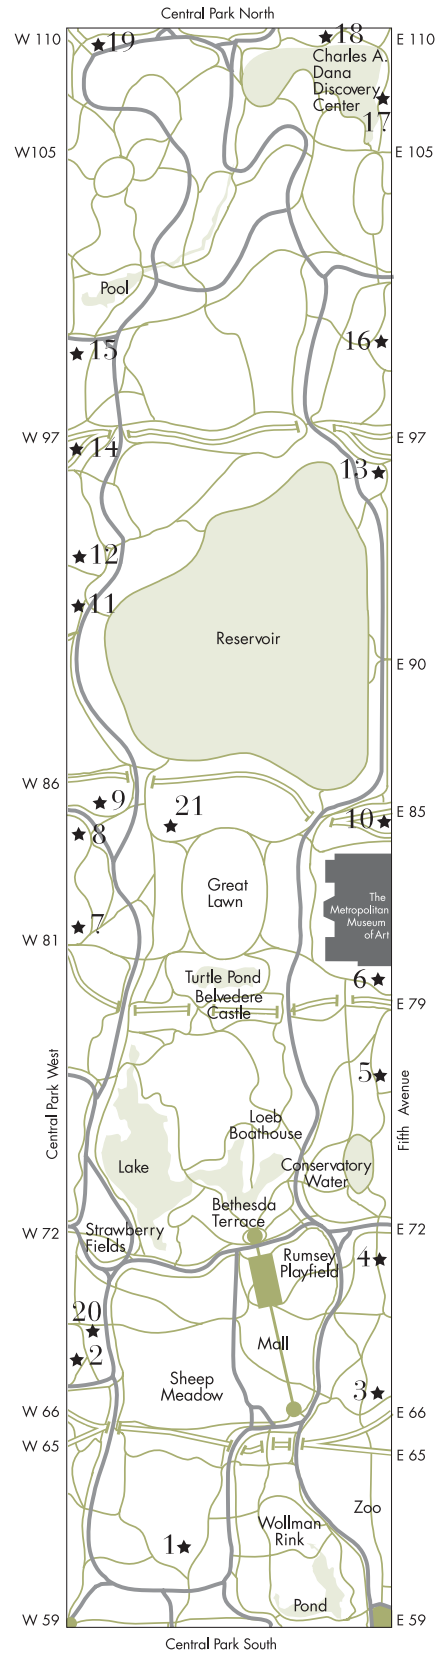 Central Park North
W 110
19
18
E 110
Charles A.
Dana
Discovery
Center
17
W105
E 105
Pool
15
16
W 97
E 97
14
13
12
11
Reservoir
E 90
W 86
9
21
E 85
8
10
Great
Lawn
The
Metropolitan
Museum
of Art
7
W 81
6
Turtle Pond
Belvedere
Castle
E 79
Central Park West
5
Fifth Avenue
Loeb
Boathouse
Lake
Conservatory
Water
Bethesda
Terrace
W 72
Strawberry
Fields
E 72
Rumsey
Playfield
4
20
2
Mall
Sheep
Meadow
3
W 66
E 66
W 65
E 65
Zoo
Wollman
Rink
1
Pond
W 59
E 59
Central Park South